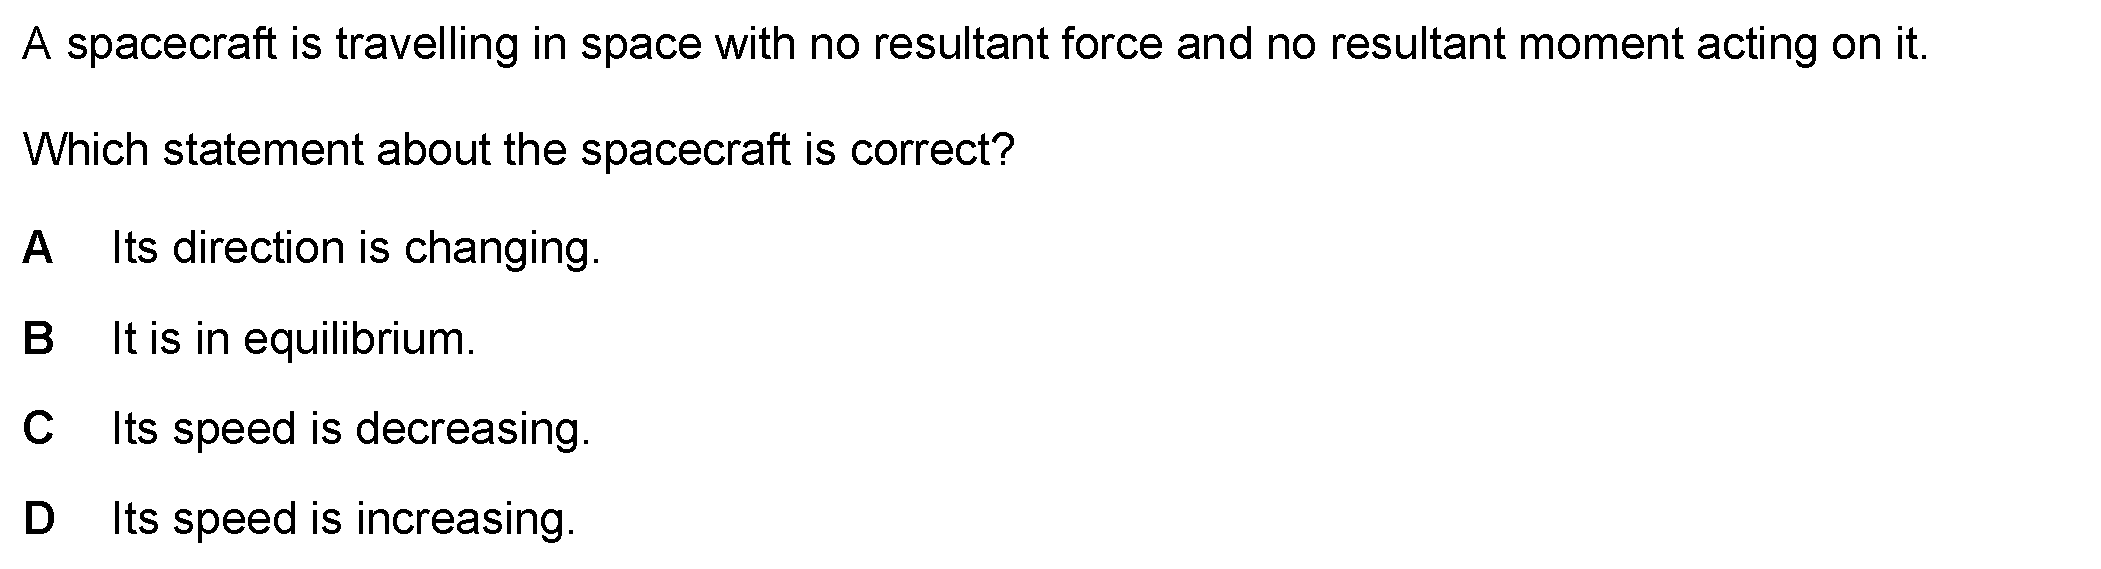 A spacecraft is travelling in space with no resultant force and no resultant moment acting on it.
Which statement about the spacecraft is correct?
A Its direction is changing.
B It is in equilibrium.
C Its speed is decreasing.
D Its speed is increasing.